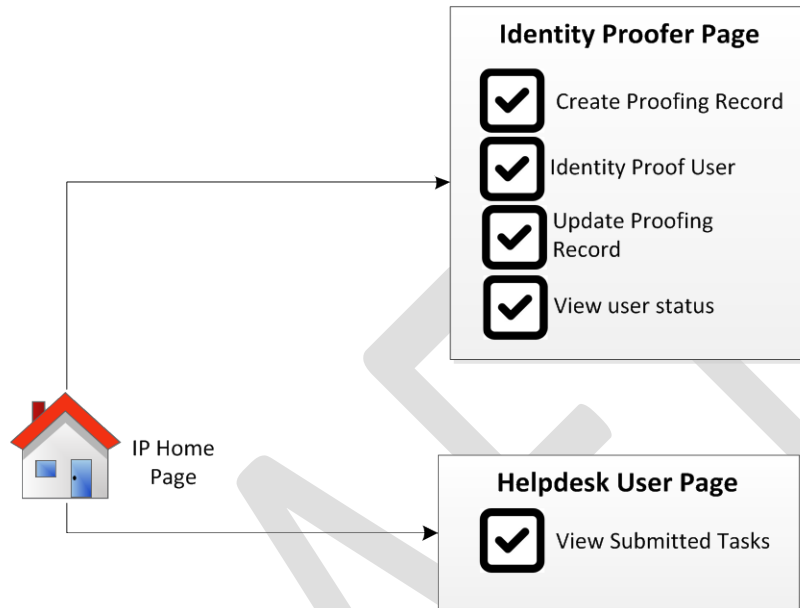 Identity Proofer Page
Create Proofing Record
Identity Proof User
Update Proofing
Record
View user status
IP Home
Page
Helpdesk User Page
View Submitted Tasks